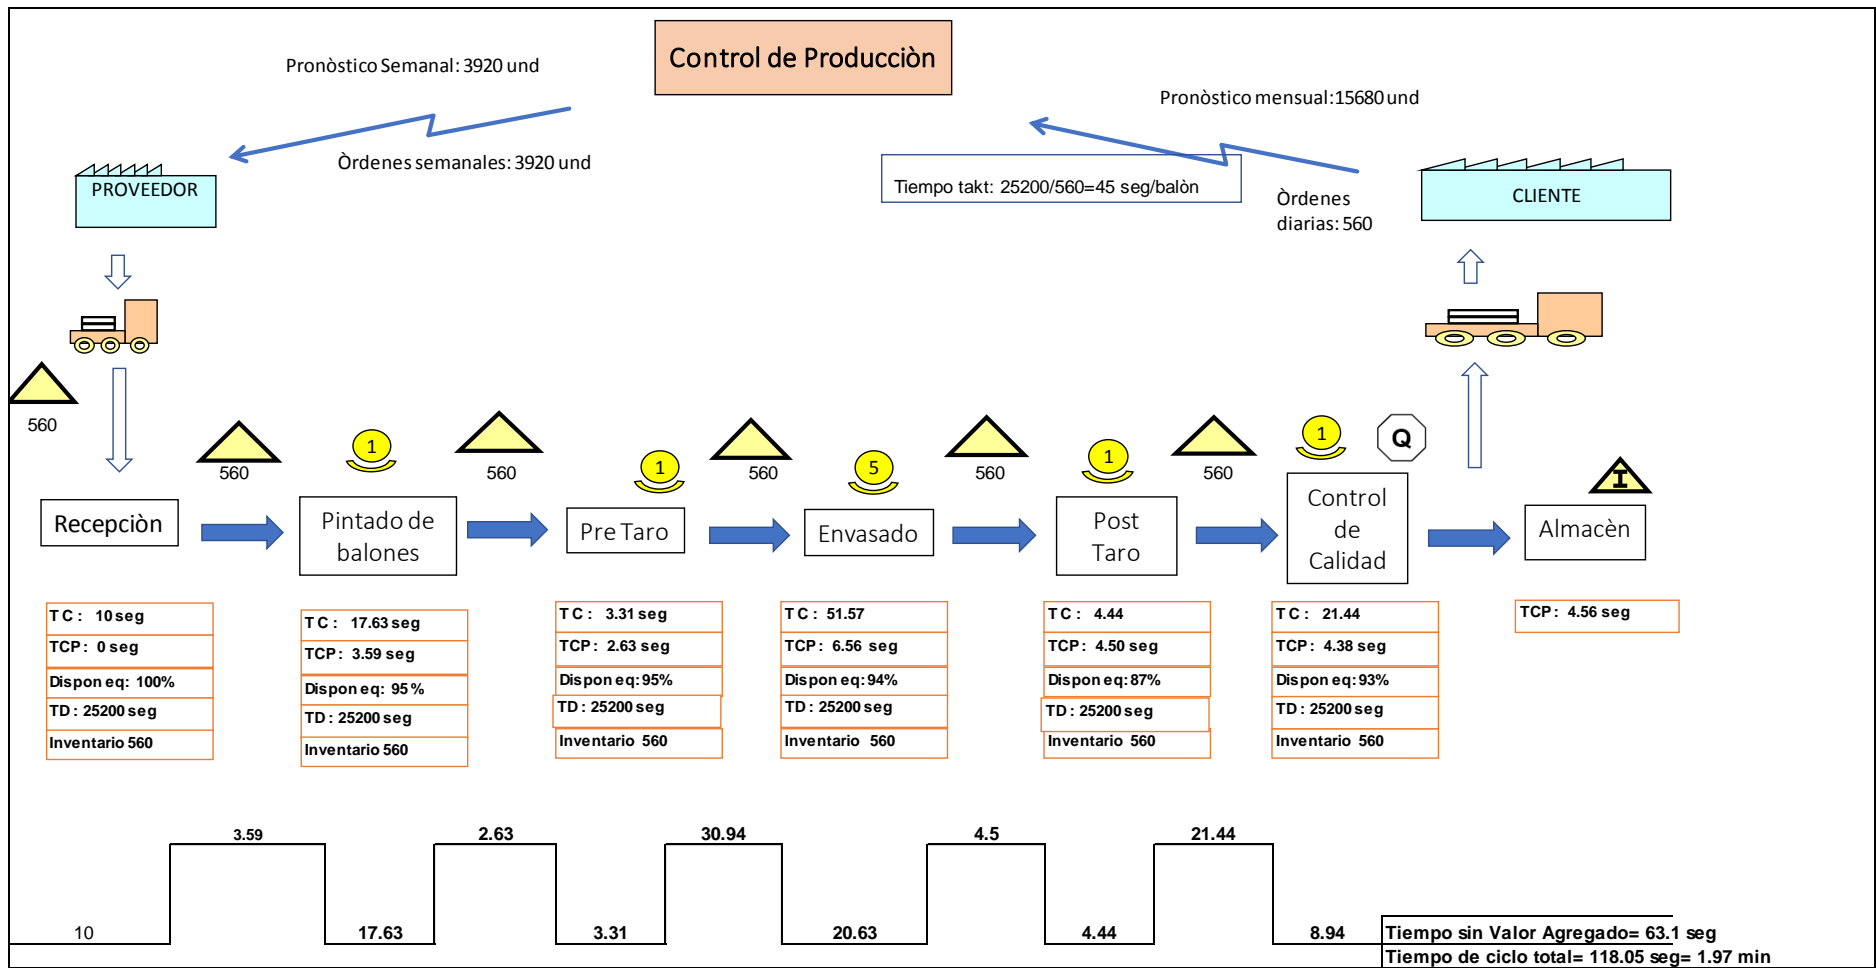 Control de Producciòn
Pronòstico Semanal: 3920 und
Pronòstico mensual:15680 und
Òrdenes semanales: 3920 und
Tiempo takt: 25200/560=45 seg/balòn
Òrdenes
diarias: 560
PROVEEDOR
CLIENTE
560
560
1
560
1
560
5
560
1
560
1
Q
I
Recepciòn
Pintado de
balones
Pre Taro
Envasado
Post
Taro
Control
de
Calidad
Almacèn
T C : 10 seg
TCP : 0 seg
Dispon eq: 100%
TD : 25200 seg
Inventario 560
T C : 17.63 seg
TCP : 3.59 seg
Dispon eq: 95 %
TD : 25200 seg
Inventario 560
T C : 3.31 seg
TCP : 2.63 seg
Dispon eq: 95%
TD : 25200 seg
Inventario 560
T C : 51.57
TCP : 6.56 seg
Dispon eq: 94%
TD : 25200 seg
Inventario 560
T C : 4.44
TCP : 4.50 seg
Dispon eq: 87%
TD : 25200 seg
Inventario 560
T C : 21.44
TCP : 4.38 seg
Dispon eq: 93%
TD : 25200 seg
Inventario 560
TCP : 4.56 seg
3.59
2.63
30.94
4.5
21.44
10
17.63
3.31
20.63
4.44
8.94
Tiempo sin Valor Agregado= 63.1 seg
Tiempo de ciclo total= 118.05 seg= 1.97 min